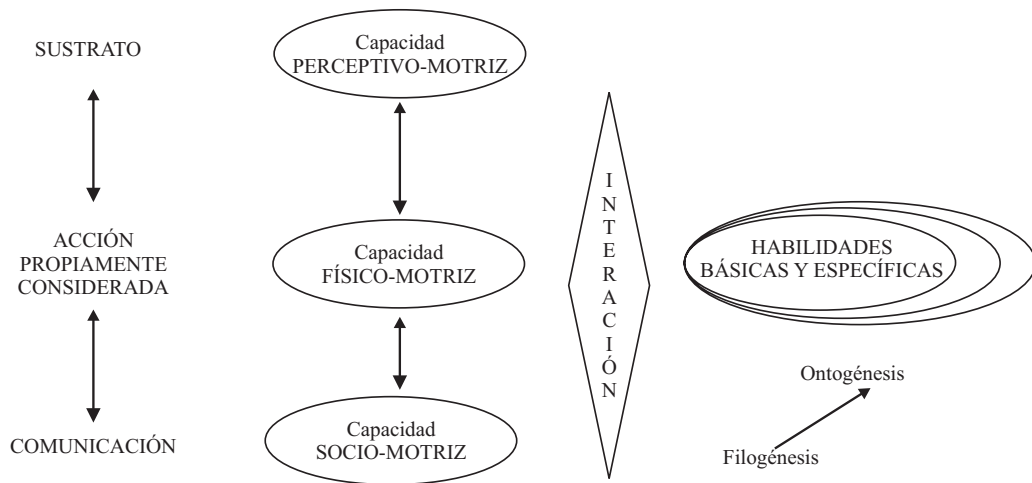 SUSTRATO
ACCIÓN
PROPIAMENTE
CONSIDERADA
COMUNICACIÓN
Capacidad
PERCEPTIVO-MOTRIZ
Capacidad
FÍSICO-MOTRIZ
Capacidad
SOCIO-MOTRIZ
INTERACIÓN
HABILIDADES
BÁSICAS Y ESPECÍFICAS
Ontogénesis
Filogénesis